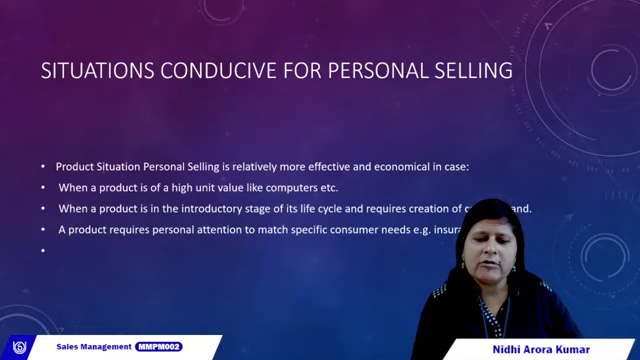 SITUATIONS CONDUCIVE FOR PERSONAL SELLING
• Product Situation Personal Selling is relatively more effective and economical in case:
• When a product is of a high unit value like computers etc.
• When a product is in the introductory stage of its life cycle and requires creation of
• A product requires personal attention to match specific consumer needs e.g.
•
Sales Management MMPM002
Nidhi Arora Kumar